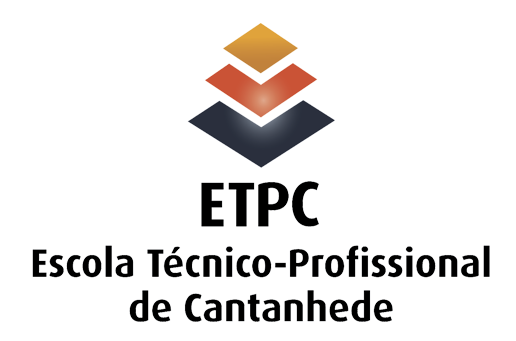 ETPC
Escola Técnico-Profissional
de Cantanhede